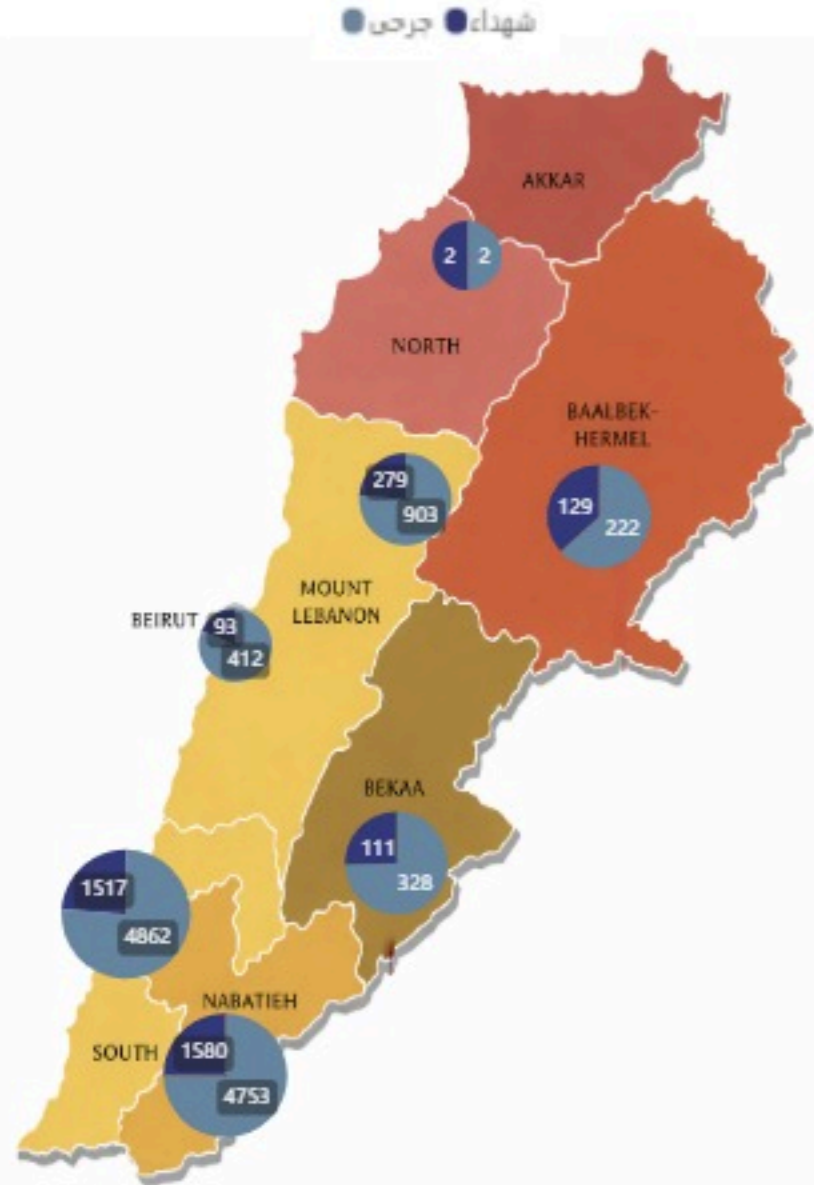 شهداء جرحى
AKKAR
2 2
NORTH
BAALBEK-
HERMEL
279
903
129
222
MOUNT
LEBANON
BEIRUT
93
412
BEKAA
111
328
1517
4862
NABATIEH
SOUTH
1580
4753